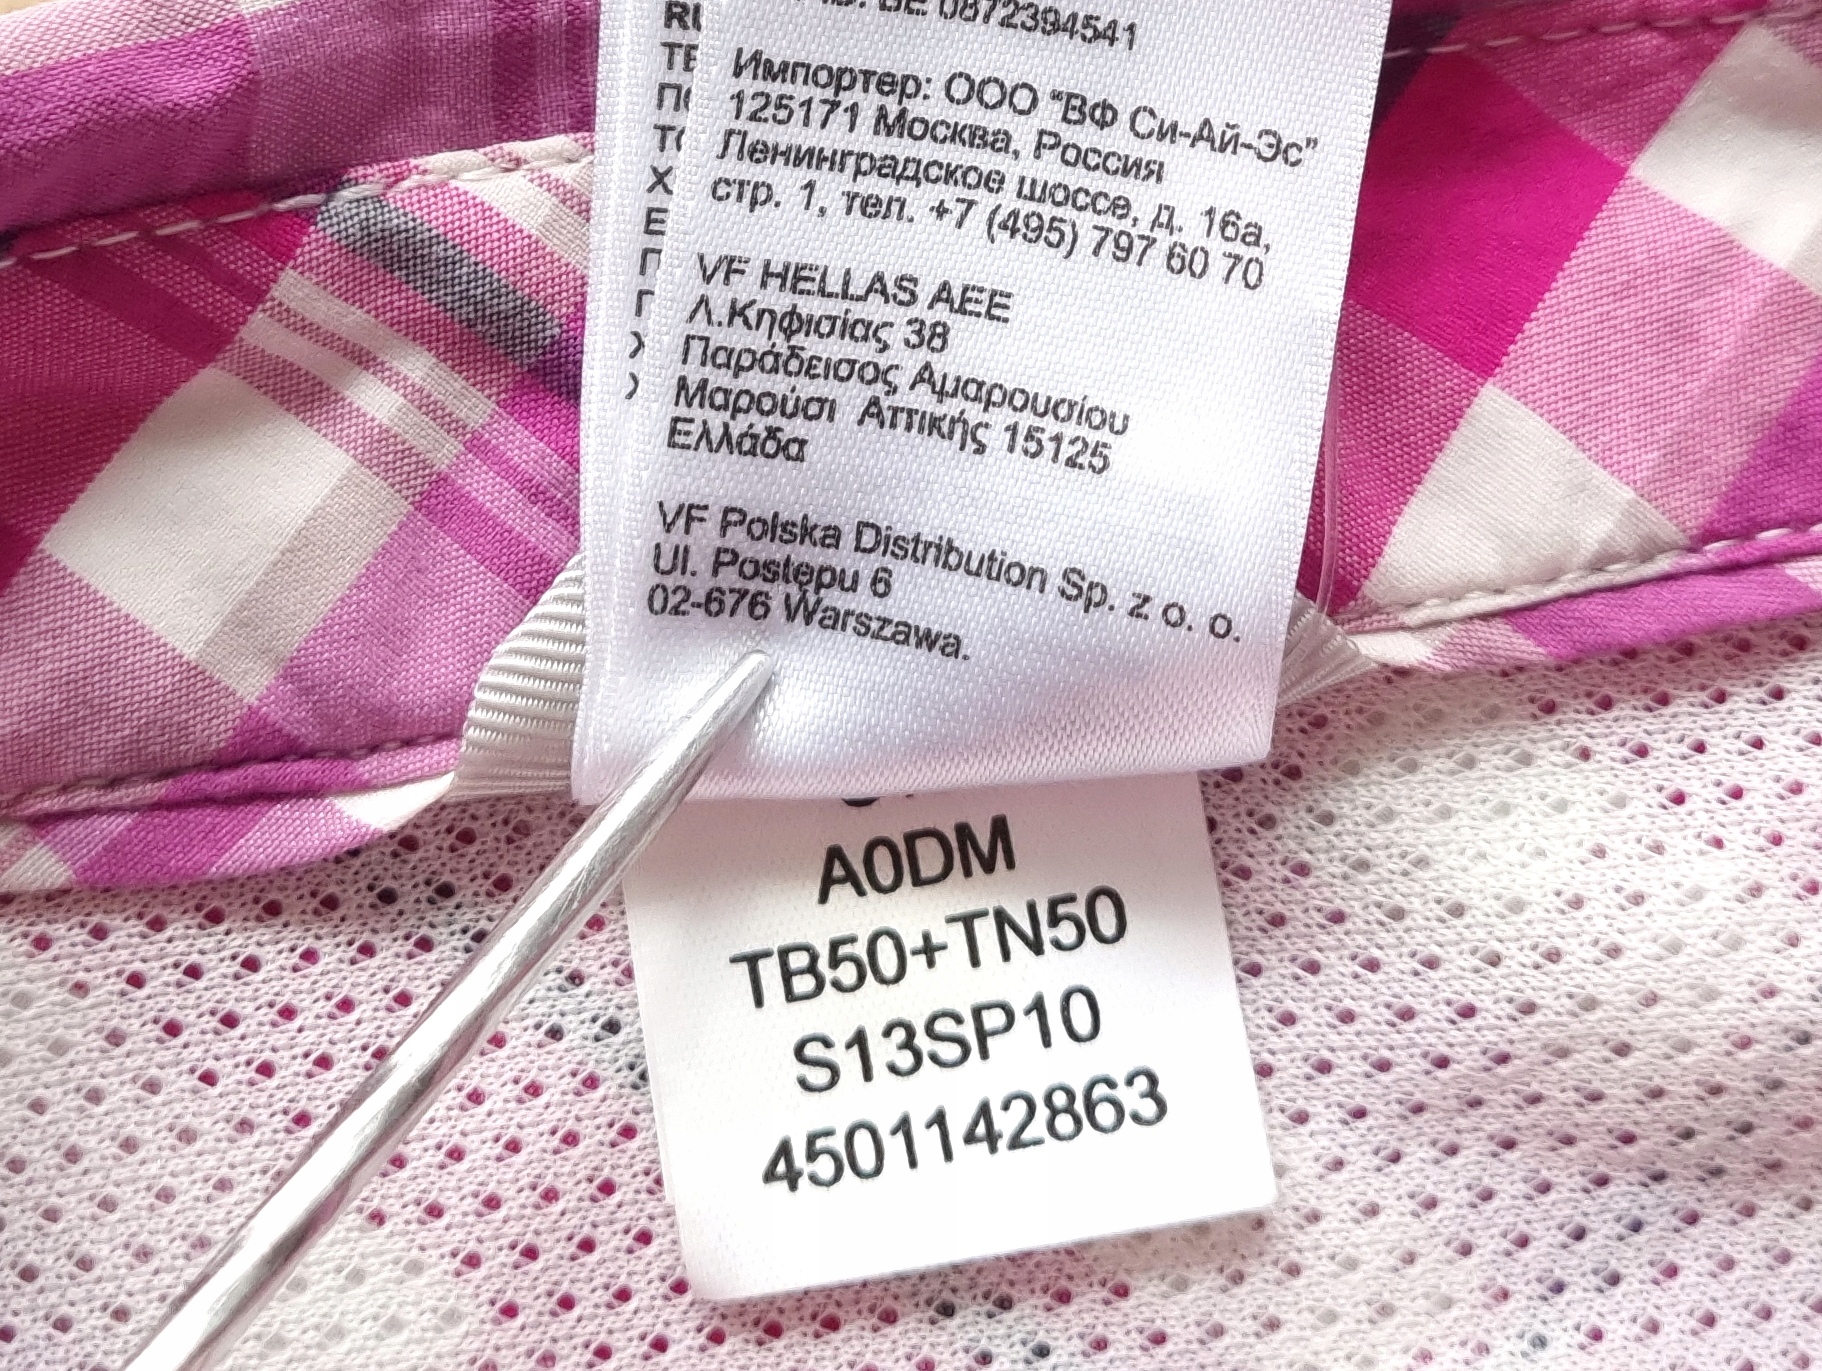 BE 0872394541
Импортер: ООО “ВФ Си-Ай-Эс”
125171 Москва, Россия
Ленинградское шоссе, д. 16а,
стр. 1, тел. +7 (495) 797 60 70
VF HELLAS AEE
Λ.Κηφισίας 38
Παράδεισος Αμαρουσίου
Μαρούσι Αττικής 15125
Ελλάδα
VF Polska Distribution Sp. z o. o.
Ul. Postępu 6
02-676 Warszawa.
A0DM
TB50+TN50
S13SP10
4501142863